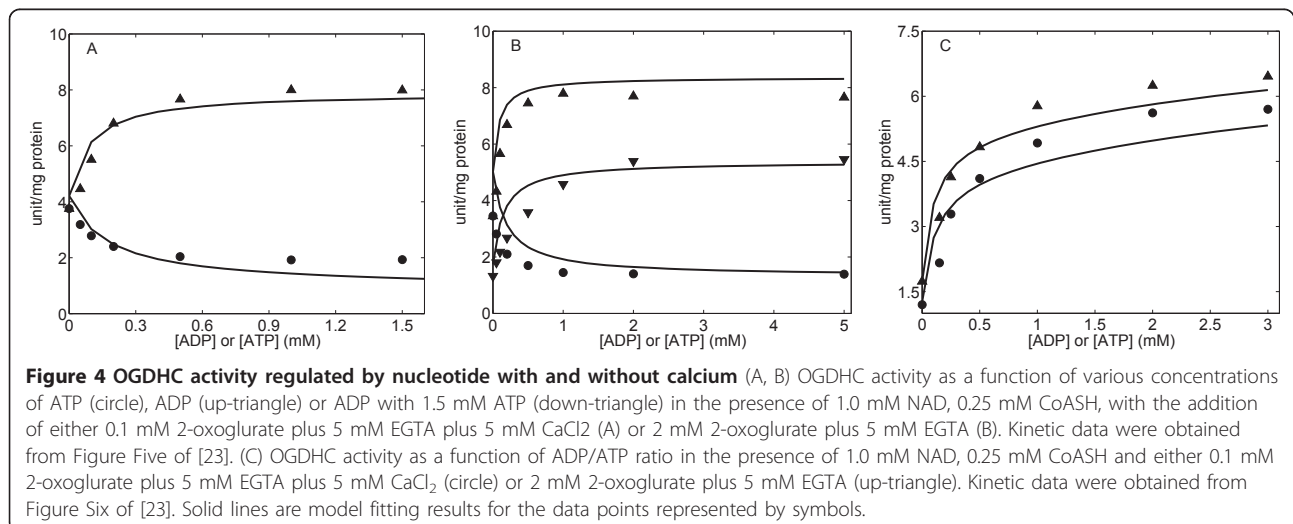 A
unit/mg protein
10
8
6
4
2
0
0 0.3 0.6 0.9 1.2 1.5
[ADP] or [ATP] (mM)
B
unit/mg protein
10
8
6
4
2
0
0 1 2 3 4 5
[ADP] or [ATP] (mM)
C
unit/mg protein
7.5
6
4.5
3
1.5
0 0.5 1 1.5 2 2.5 3
[ADP] or [ATP] (mM)
Figure 4 OGDHC activity regulated by nucleotide with and without calcium (A, B) OGDHC activity as a function of various concentrations
of ATP (circle), ADP (up-triangle) or ADP with 1.5 mM ATP (down-triangle) in the presence of 1.0 mM NAD, 0.25 mM CoASH, with the addition
of either 0.1 mM 2-oxoglurate plus 5 mM EGTA plus 5 mM CaCl2 (A) or 2 mM 2-oxoglurate plus 5 mM EGTA (B). Kinetic data were obtained
from Figure Five of [23]. (C) OGDHC activity as a function of ADP/ATP ratio in the presence of 1.0 mM NAD, 0.25 mM CoASH and either 0.1 mM
2-oxoglurate plus 5 mM EGTA plus 5 mM CaCl₂ (circle) or 2 mM 2-oxoglurate plus 5 mM EGTA (up-triangle). Kinetic data were obtained from
Figure Six of [23]. Solid lines are model fitting results for the data points represented by symbols.